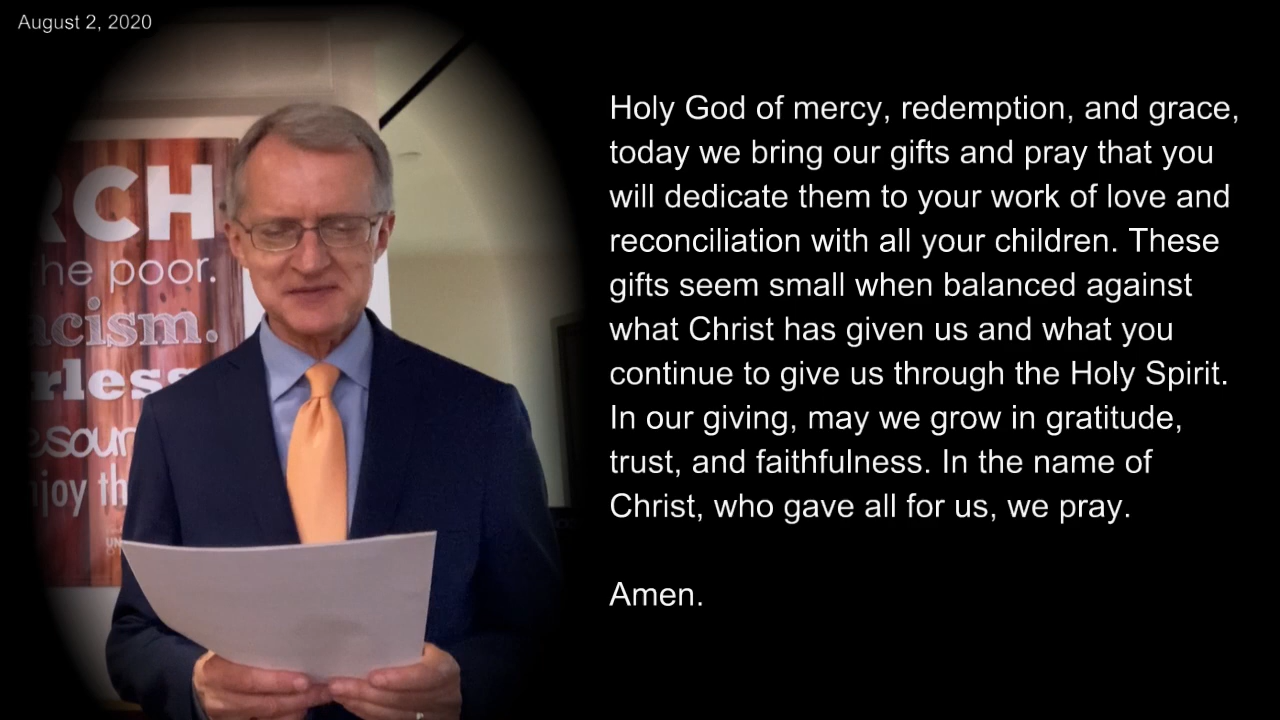 August 2, 2020
Holy God of mercy, redemption, and grace,
today we bring our gifts and pray that you
will dedicate them to your work of love and
reconciliation with all your children. These
gifts seem small when balanced against
what Christ has given us and what you
continue to give us through the Holy Spirit.
In our giving, may we grow in gratitude,
trust, and faithfulness. In the name of
Christ, who gave all for us, we pray.
Amen.
RCH
he poor.
acism.
rless
esour
njoy th
UN